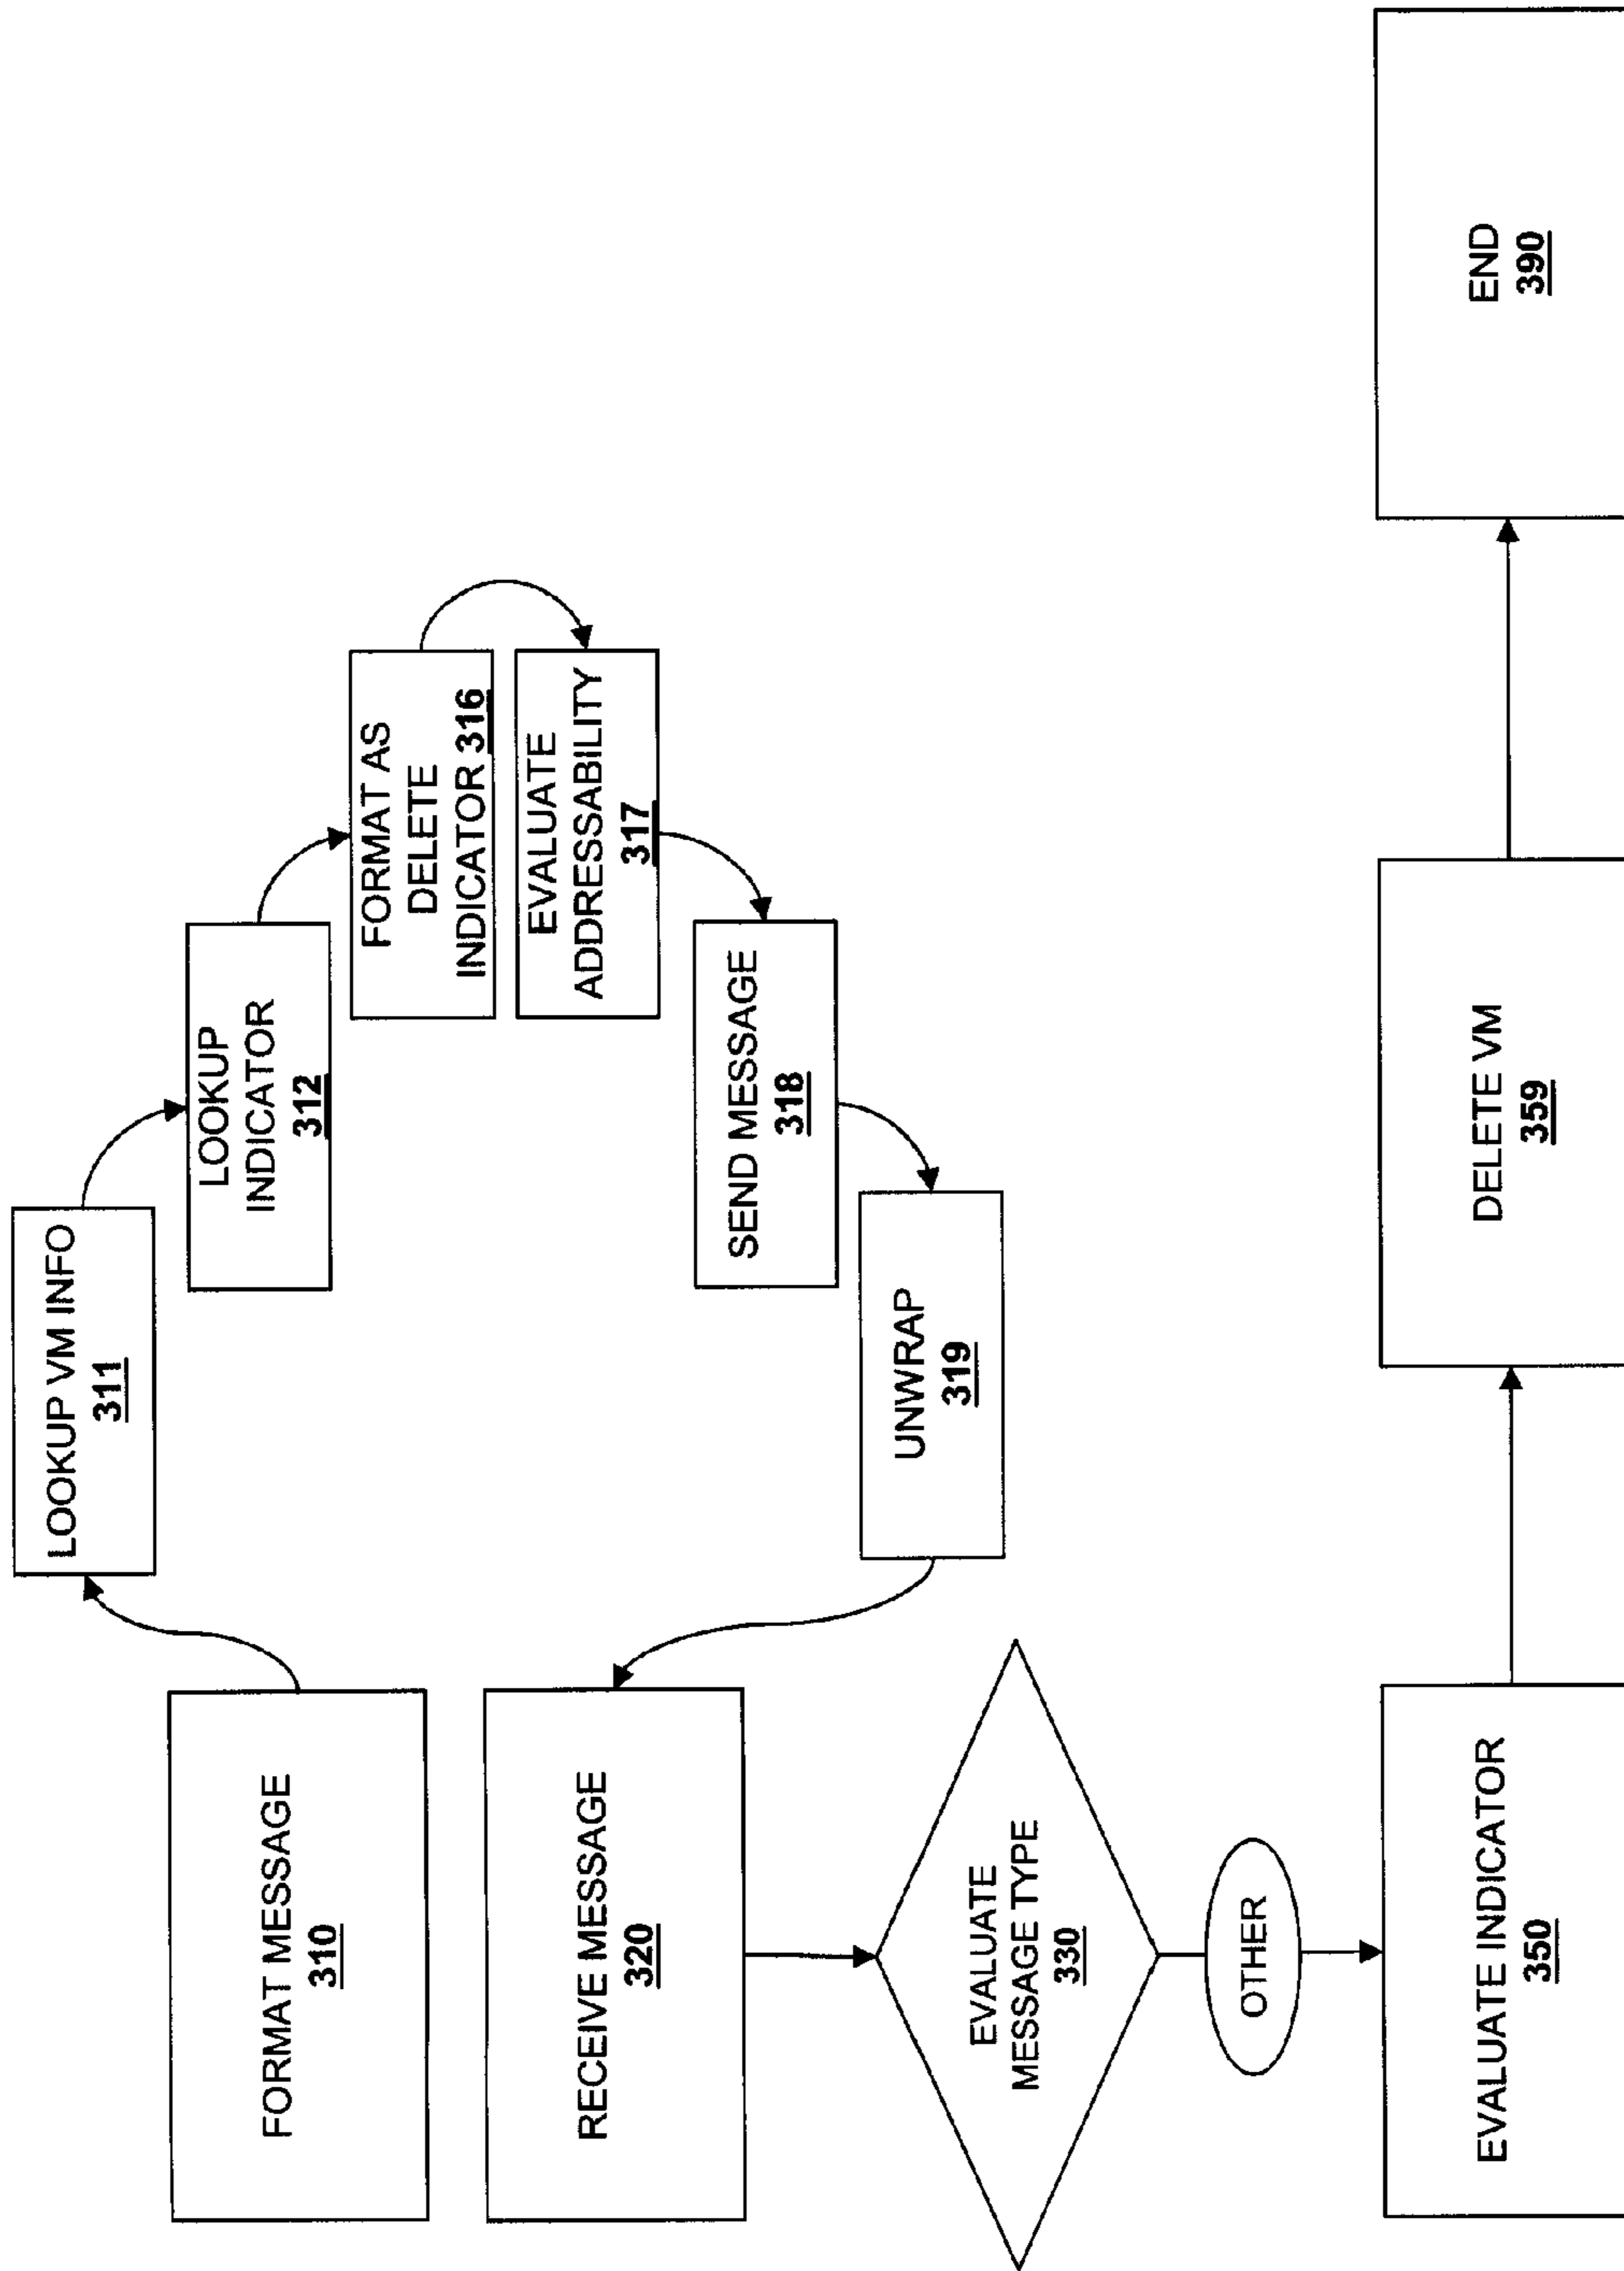 FORMAT MESSAGE
310
LOOKUP VM INFO
311
LOOKUP
INDICATOR
312
FORMAT AS
DELETE
INDICATOR 316
EVALUATE
ADDRESSABILITY
317
SEND MESSAGE
318
UNWRAP
319
RECEIVE MESSAGE
320
EVALUATE
MESSAGE TYPE
330
OTHER
EVALUATE INDICATOR
350
DELETE VM
359
END
390